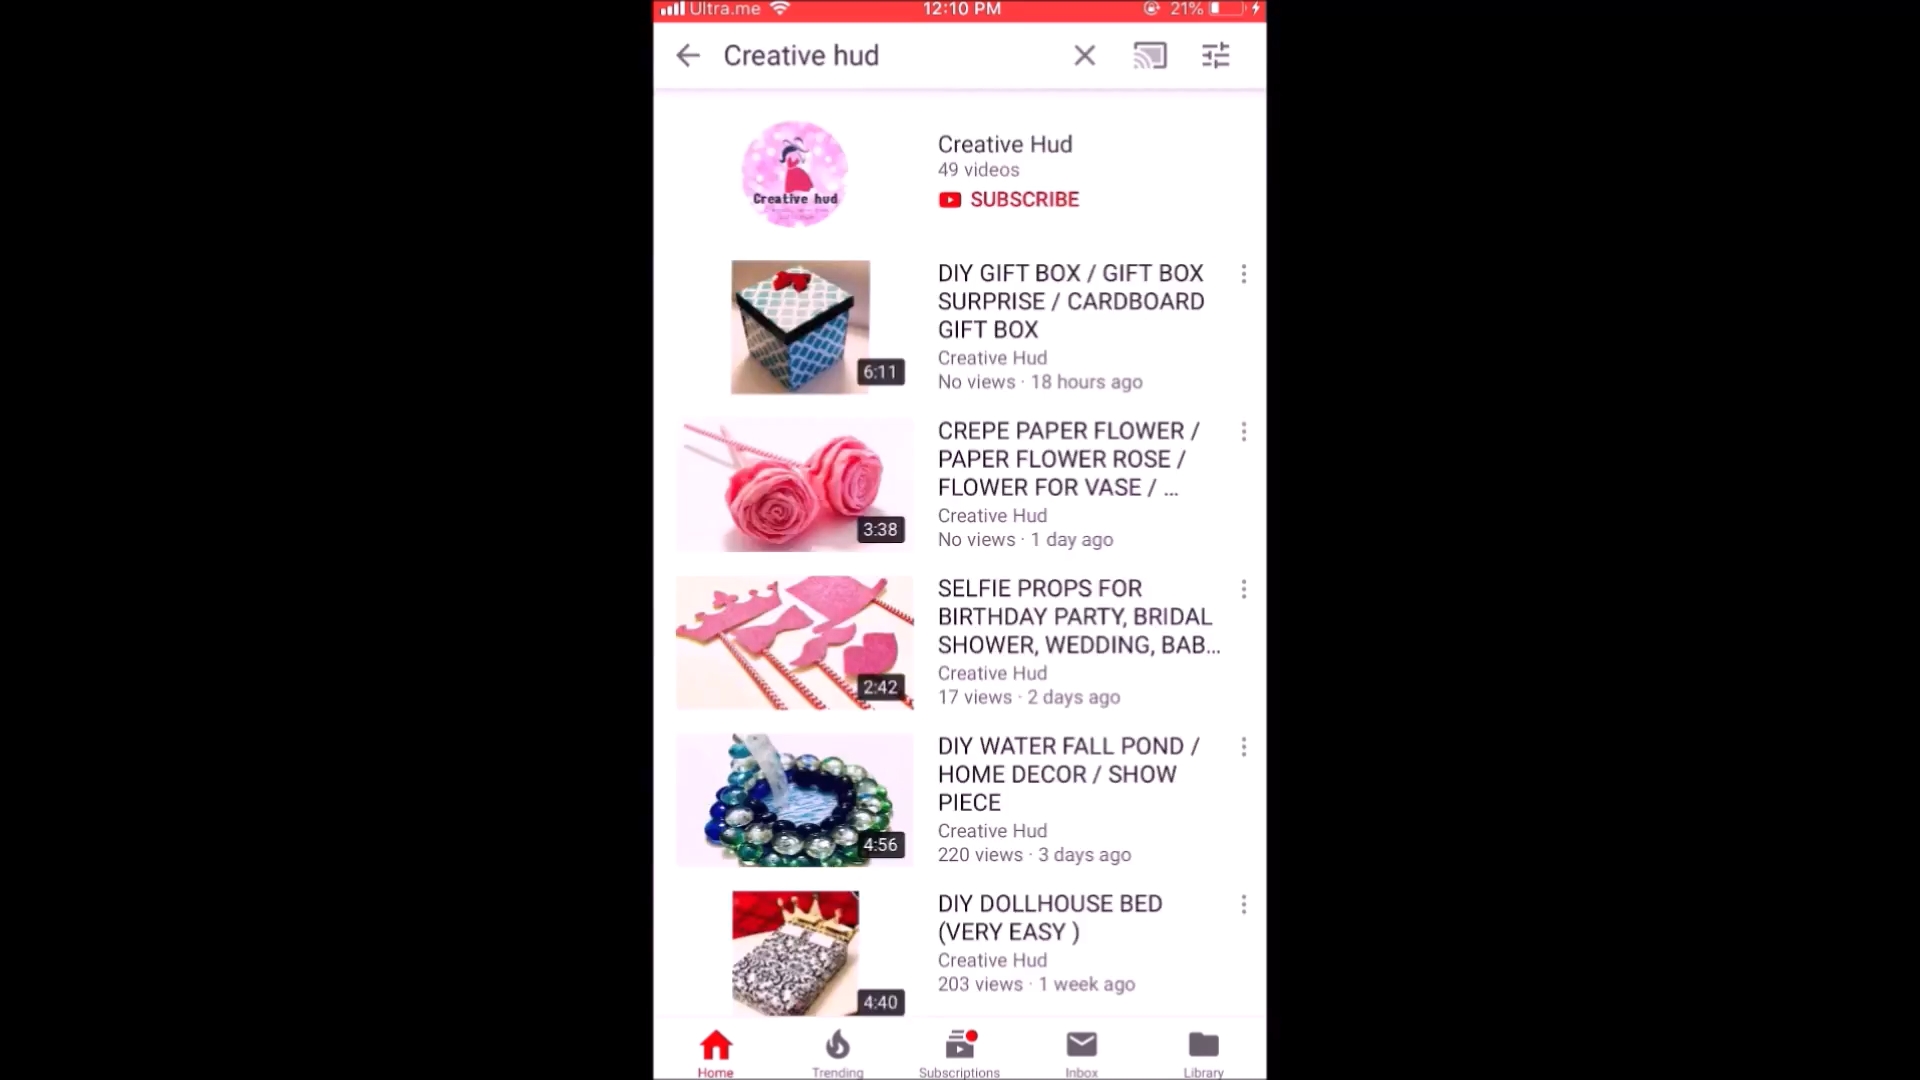 Ultra.me
12:10 PM
21%
Creative hud
Creative hud
Creative Hud
49 videos
SUBSCRIBE
6:11
DIY GIFT BOX / GIFT BOX
SURPRISE / CARDBOARD
GIFT BOX
Creative Hud
No views · 18 hours ago
3:38
CREPE PAPER FLOWER /
PAPER FLOWER ROSE /
FLOWER FOR VASE / ...
Creative Hud
No views · 1 day ago
2:42
SELFIE PROPS FOR
BIRTHDAY PARTY, BRIDAL
SHOWER, WEDDING, BAB...
Creative Hud
17 views · 2 days ago
4:56
DIY WATER FALL POND /
HOME DECOR / SHOW
PIECE
Creative Hud
220 views · 3 days ago
4:40
DIY DOLLHOUSE BED
(VERY EASY )
Creative Hud
203 views · 1 week ago
Home
Trending
Subscriptions
Inbox
Library